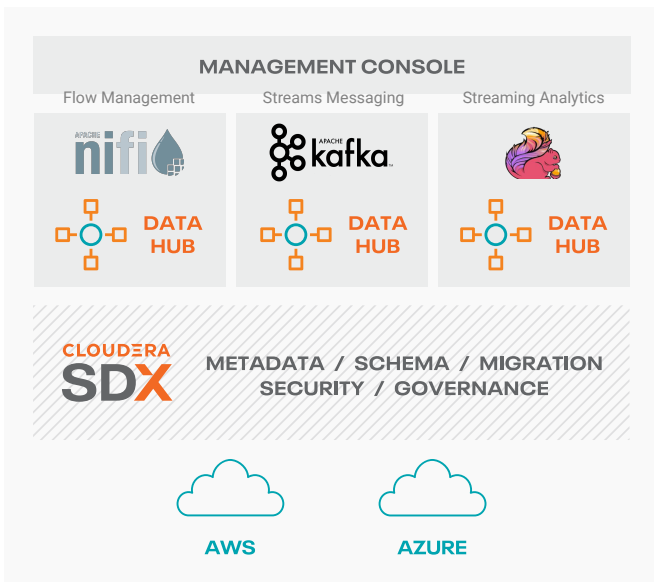 MANAGEMENT CONSOLE
Flow Management
Streams Messaging
Streaming Analytics
APACHE
nifi
APACHE
kafka
DATA
HUB
DATA
HUB
DATA
HUB
CLOUDERA
SDX
METADATA / SCHEMA / MIGRATION
SECURITY / GOVERNANCE
AWS
AZURE